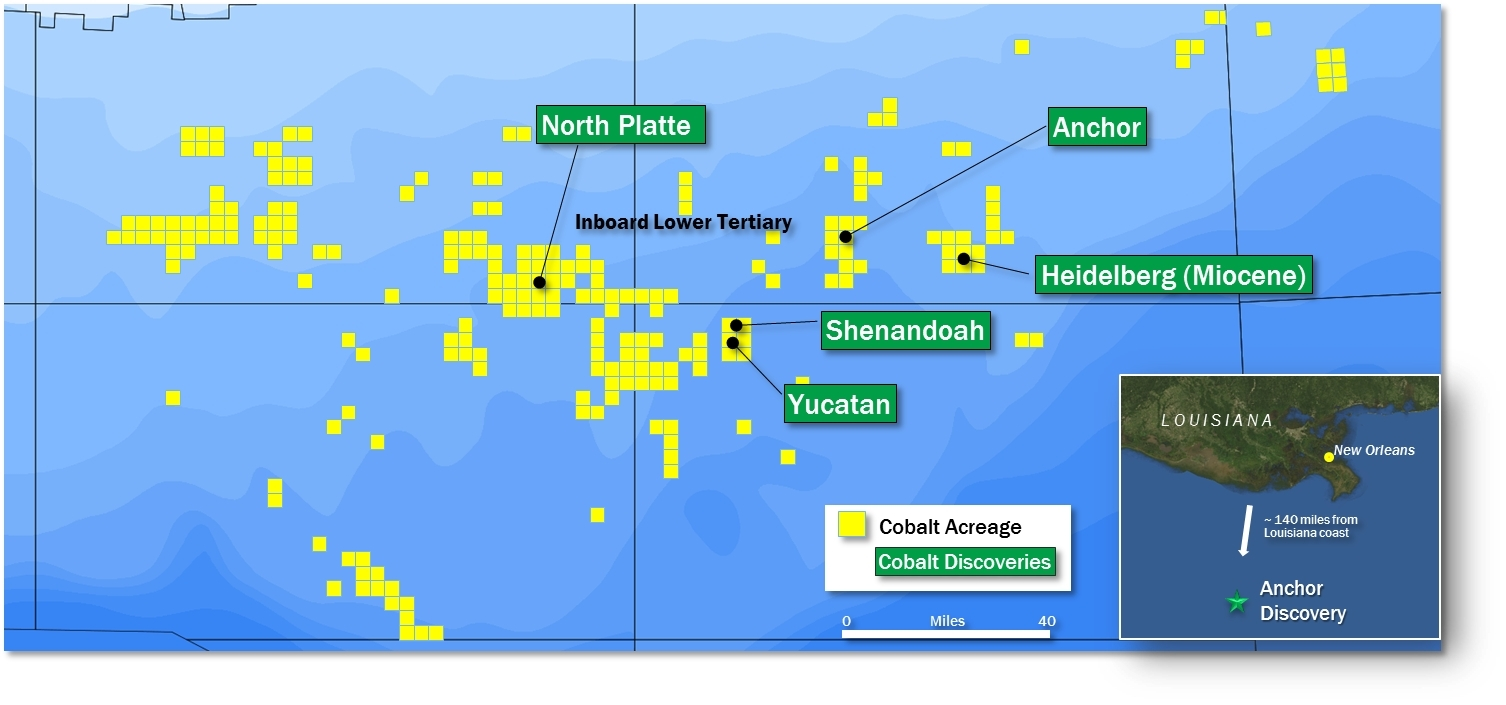 North Platte
Anchor
Inboard Lower Tertiary
Heidelberg (Miocene)
Shenandoah
Yucatan
Cobalt Acreage
Cobalt Discoveries
0 Miles 40
LOUISIANA
New Orleans
~ 140 miles from
Louisiana coast
Anchor
Discovery